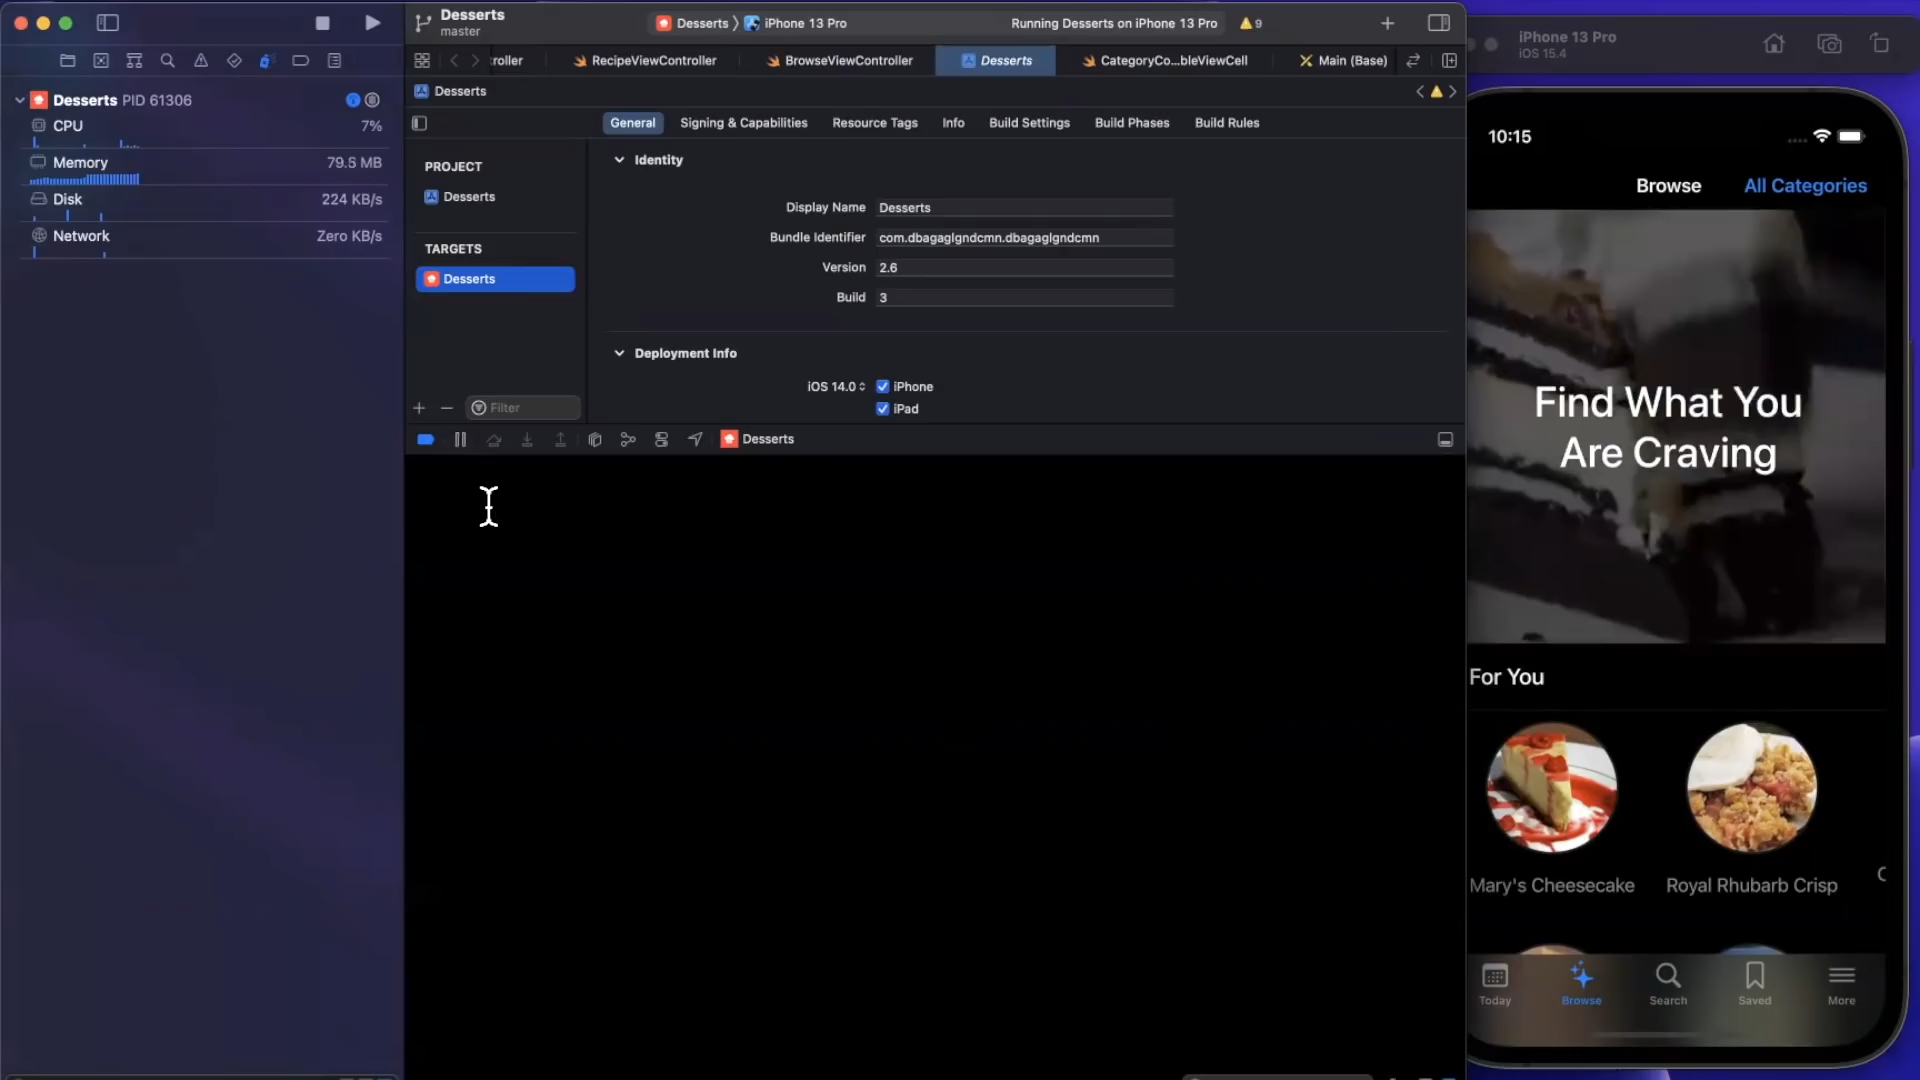 Desserts
master
Desserts
iPhone 13 Pro
Running Desserts on iPhone 13 Pro
9
roller
RecipeViewController
BrowseViewController
Desserts
CategoryCo...bleViewCell
Main (Base)
Desserts
Desserts PID 61306
CPU 7%
Memory 79.5 MB
Disk 224 KB/s
Network Zero KB/s
General
Signing & Capabilities
Resource Tags
Info
Build Settings
Build Phases
Build Rules
PROJECT
Desserts
TARGETS
Desserts
Filter
Identity
Display Name Desserts
Bundle Identifier com.dbagaglgndcmn.dbagaglgndcmn
Version 2.6
Build 3
Deployment Info
iOS 14.0 iPhone
iPad
Desserts
iPhone 13 Pro
iOS 15.4
10:15
Browse
All Categories
Find What You
Are Craving
For You
Mary's Cheesecake
Royal Rhubarb Crisp
Today
Browse
Search
Saved
More